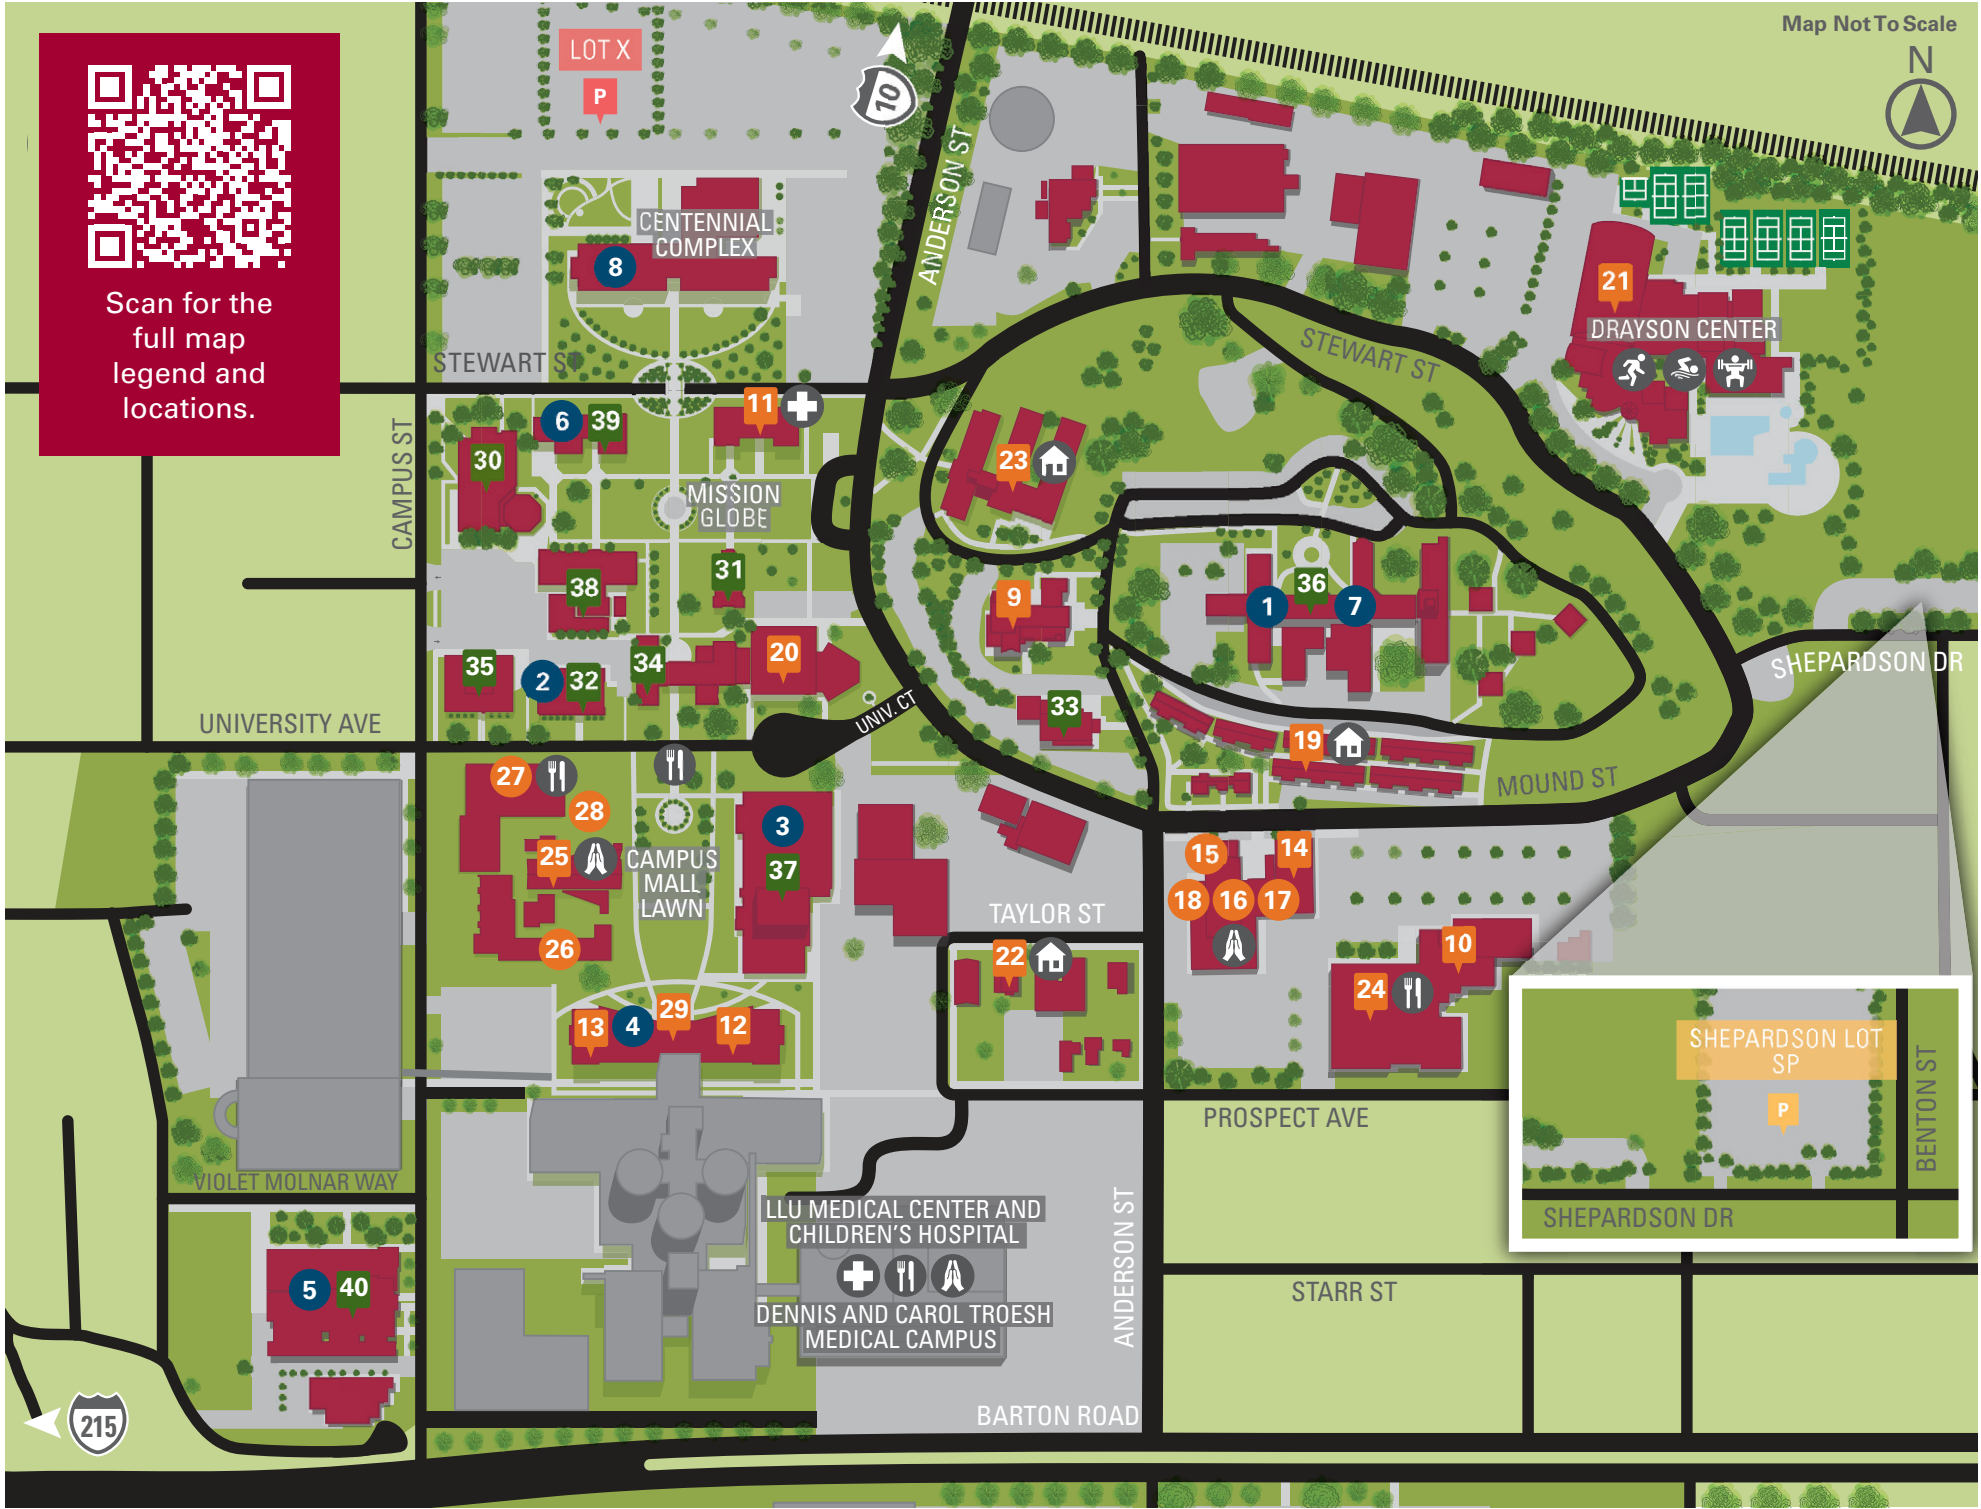 Map Not To Scale
N
LOT X
P
10
ANDERSON ST
Scan for the
full map
legend and
locations.
CENTENNIAL
COMPLEX
8
21
DRAYSON CENTER
STEWART ST
STEWART ST
CAMPUS ST
6
39
11
30
23
MISSION
GLOBE
38
31
9
1
36
7
35
2
32
34
20
33
SHEPARDSON DR
UNIVERSITY AVE
UNIV. CT
19
MOUND ST
27
28
25
3
37
CAMPUS
MALL
LAWN
26
15
14
18
16
17
TAYLOR ST
22
10
24
13
4
29
12
SHEPARDSON LOT
SP
P
BENTON ST
SHEPARDSON DR
PROSPECT AVE
VIOLET MOLNAR WAY
LLU MEDICAL CENTER AND
CHILDREN'S HOSPITAL
DENNIS AND CAROL TROESH
MEDICAL CAMPUS
ANDERSON ST
STARR ST
5
40
215
BARTON ROAD